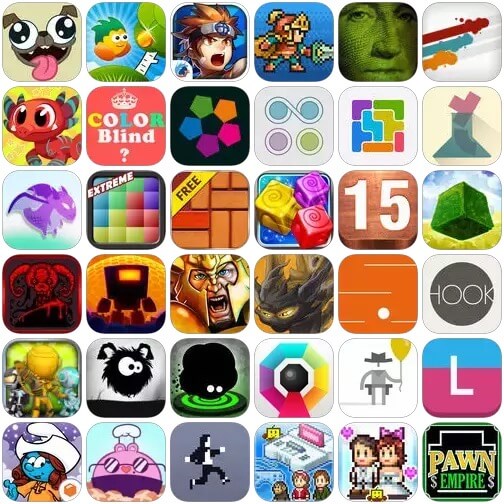 COLOR
Blind
?
EXTREME
FREE
15
HOOK
L
PAWN
EMPIRE